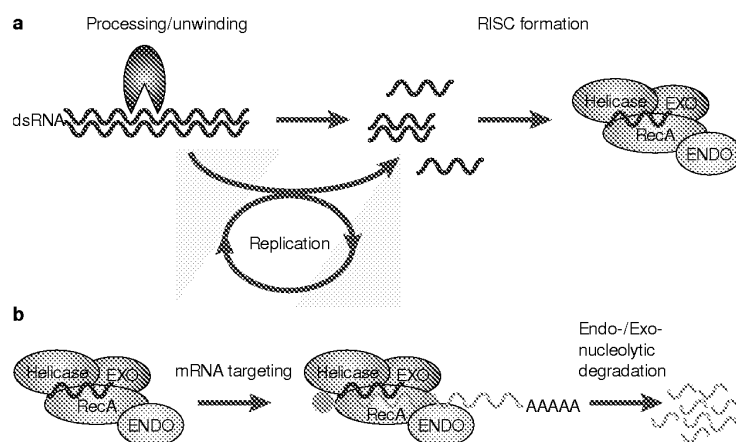 a
Processing/unwinding
RISC formation
dsRNA
Helicase
EXO
RecA
ENDO
Replication
b
Endo-/Exo-
nucleolytic
degradation
Helicase
EXO
RecA
ENDO
mRNA targeting
Helicase
EXO
RecA
ENDO
AAAAA